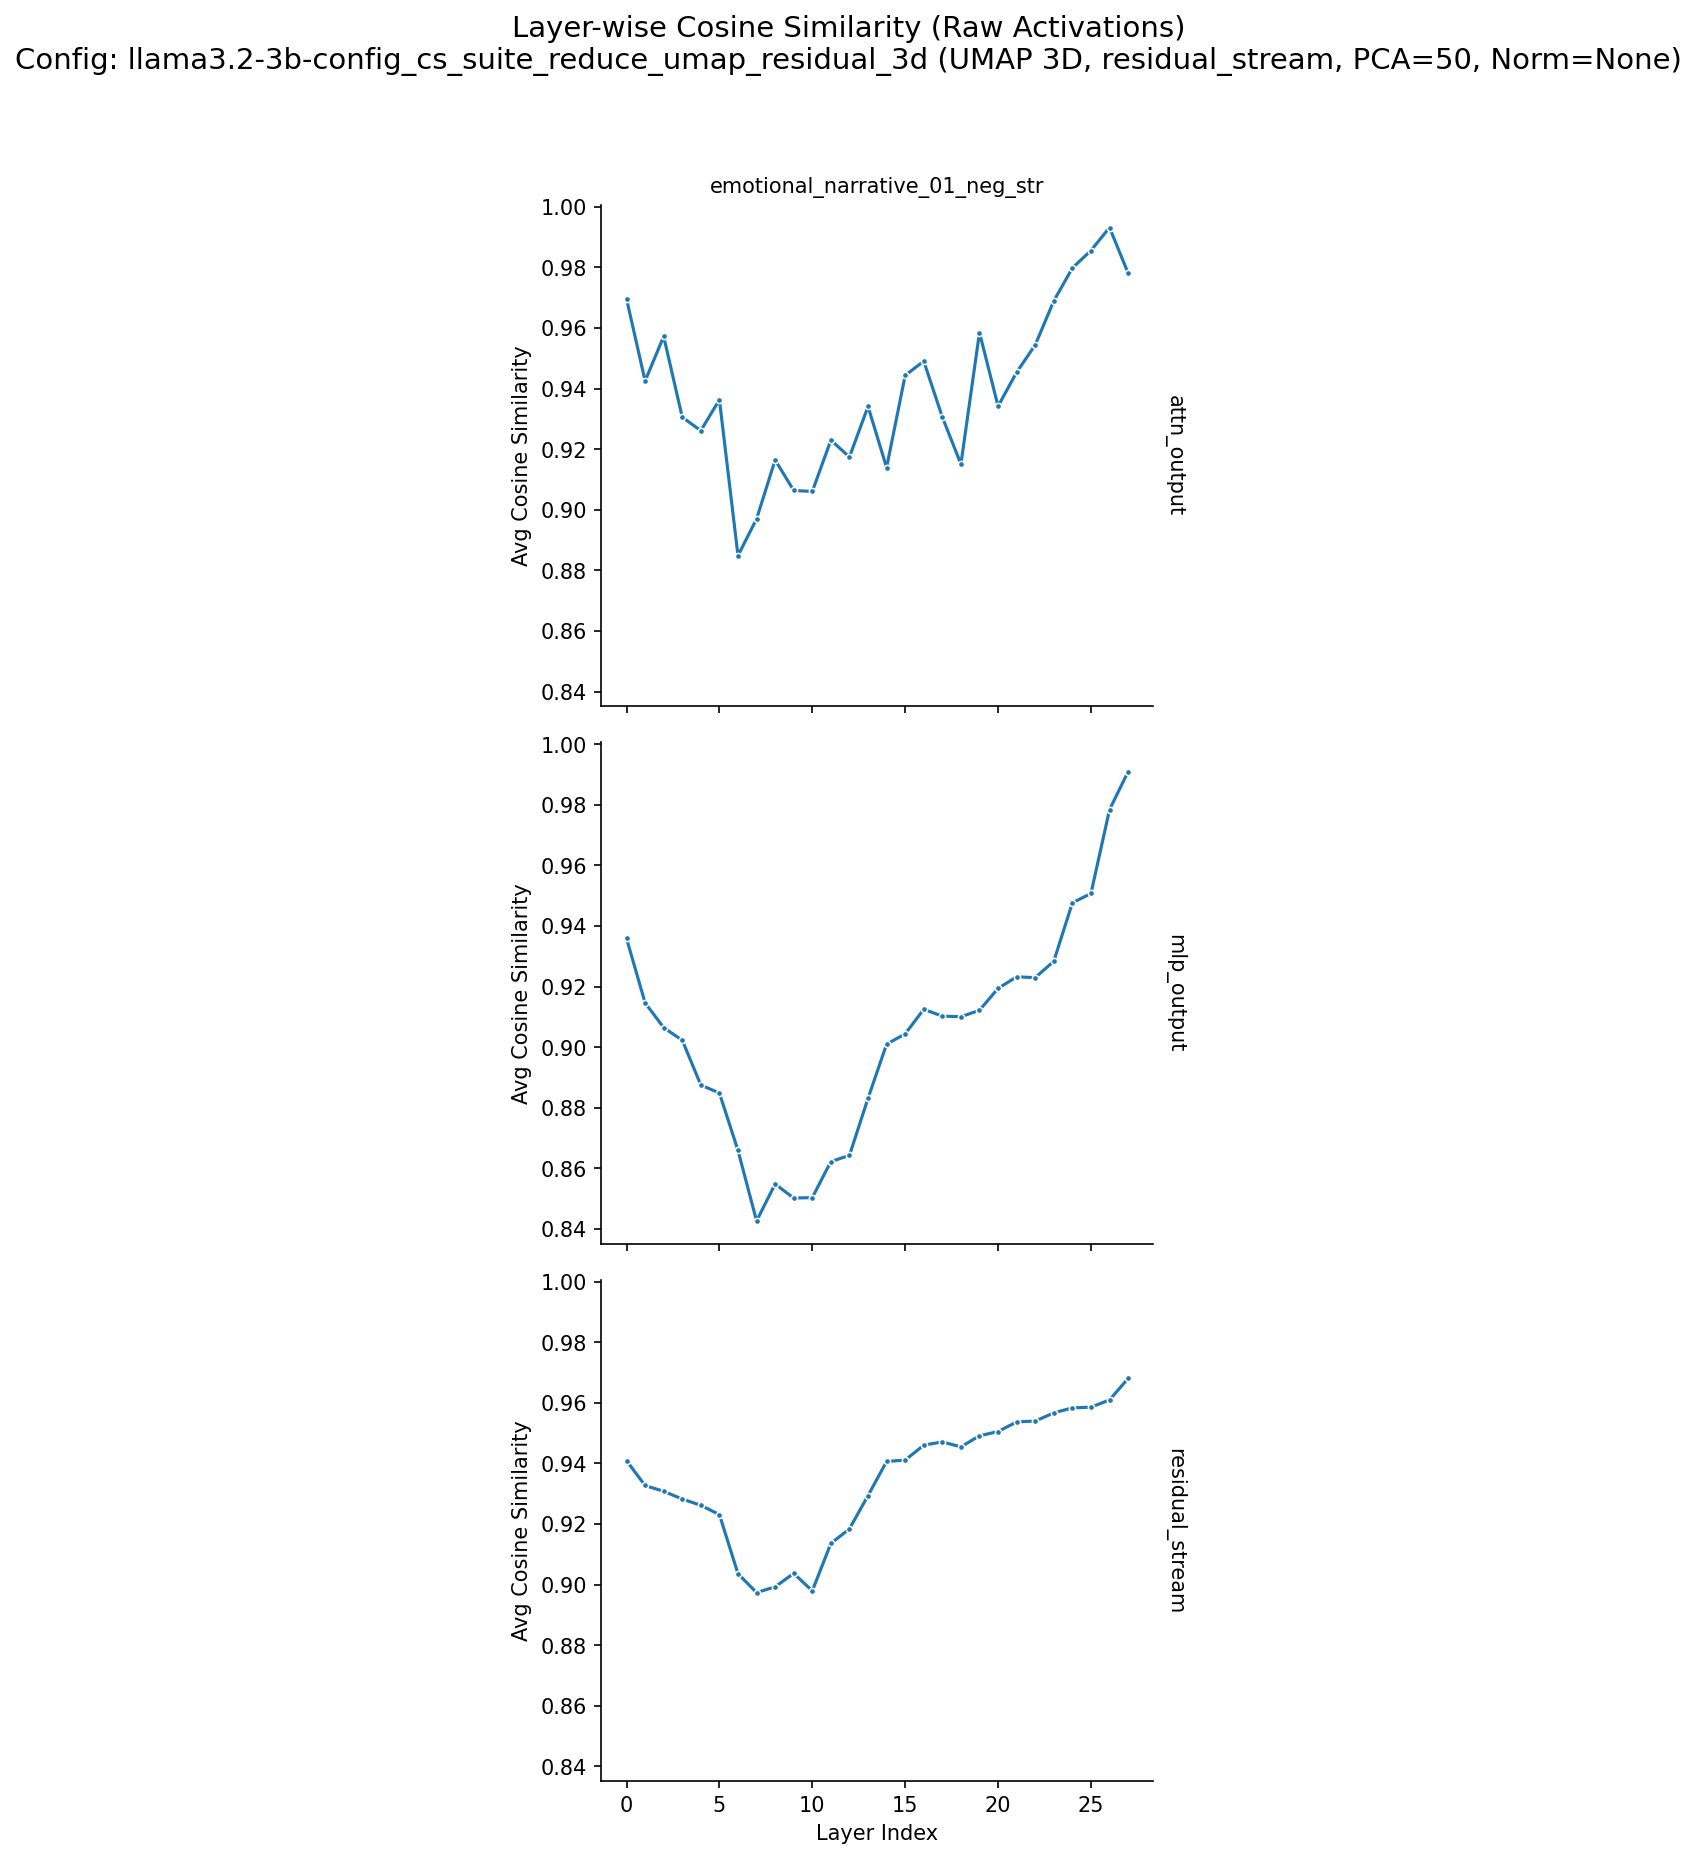 Layer-wise Cosine Similarity (Raw Activations)
Config: llama3.2-3b-config_cs_suite_reduce_umap_residual_3d (UMAP 3D, residual_stream, PCA=50, Norm=None)
emotional_narrative_01_neg_str
1.00
0.98
0.96
0.94
0.92
0.90
0.88
0.86
0.84
Avg Cosine Similarity
attn_output
1.00
0.98
0.96
0.94
0.92
0.90
0.88
0.86
0.84
Avg Cosine Similarity
mlp_output
1.00
0.98
0.96
0.94
0.92
0.90
0.88
0.86
0.84
Avg Cosine Similarity
residual_stream
0 5 10 15 20 25
Layer Index